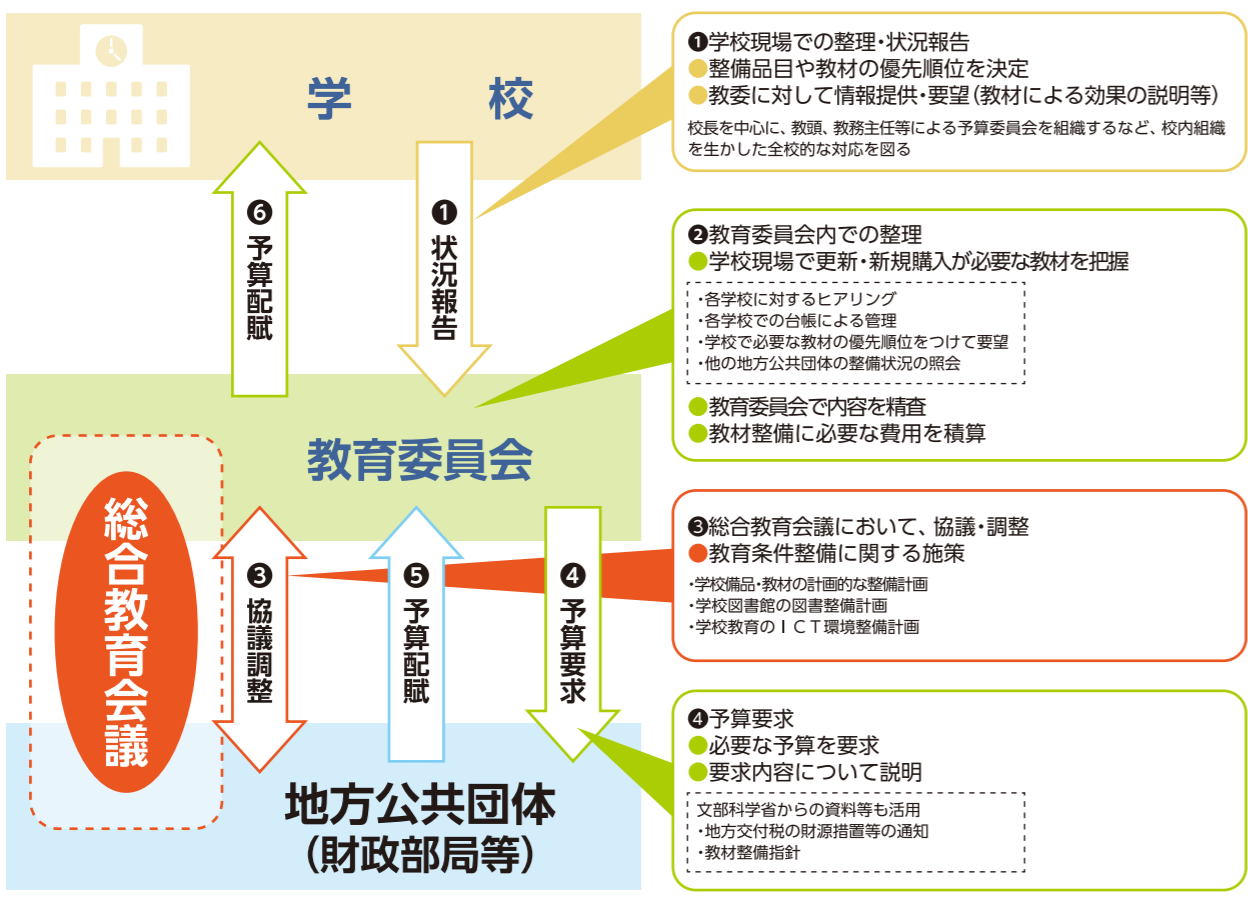 学 校
❻予算配賦
❶状況報告
教育委員会
総合教育会議
❸協議調整
❺予算配賦
❹予算要求
地方公共団体
(財政部局等)
❶学校現場での整理・状況報告
●整備品目や教材の優先順位を決定
●教委に対して情報提供・要望(教材による効果の説明等)
校長を中心に、教頭、教務主任等による予算委員会を組織するなど、校内組織
を生かした全校的な対応を図る
❷教育委員会内での整理
●学校現場で更新・新規購入が必要な教材を把握
・各学校に対するヒアリング
・各学校での台帳による管理
・学校で必要な教材の優先順位をつけて要望
・他の地方公共団体の整備状況の照会
●教育委員会で内容を精査
●教材整備に必要な費用を積算
❸総合教育会議において、協議・調整
●教育条件整備に関する施策
・学校備品・教材の計画的な整備計画
・学校図書館の図書整備計画
・学校教育のICT環境整備計画
❹予算要求
●必要な予算を要求
●要求内容について説明
文部科学省からの資料等も活用
・地方交付税の財源措置等の通知
・教材整備指針